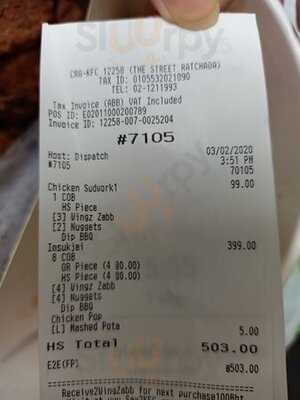 Sluurpy
CRG-KFC 12258 (THE STREET RATCHADA)
TAX ID: 0105532021090
TEL: 02-1211993
Tax Invoice (ABB) VAT Included
POS ID: E02011000200789
Invoice ID: 12258-007-0025204
#7105
Host: Dispatch 03/02/2020
#7105 3:51 PM
70105
Chicken Sudwork1 99.00
1 COB
HS Piece
[3] Wingz Zabb
[2] Nuggets
Dip BBQ
Imsukjai 399.00
8 COB
OR Piece (4 @0.00)
HS Piece (4 @0.00)
[4] Wingz Zabb
[4] Nuggets
Dip BBQ
Chicken Pop
[L] Mashed Pota 5.00
HS Total 503.00
E2E(FP) ฿503.00
Receive2WingZabb for next purchase100Bht